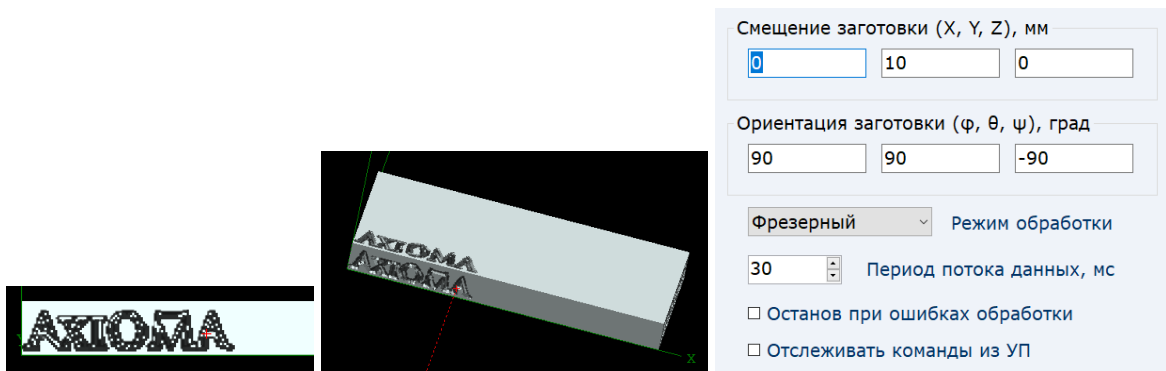 AXIOMA
AXIOMA
AXIOMA
X
Смещение заготовки (X, Y, Z), мм
0 10 0
Ориентация заготовки (φ, θ, ψ), град
90 90 -90
Фрезерный Режим обработки
30 Период потока данных, мс
Останов при ошибках обработки
Отслеживать команды из УП